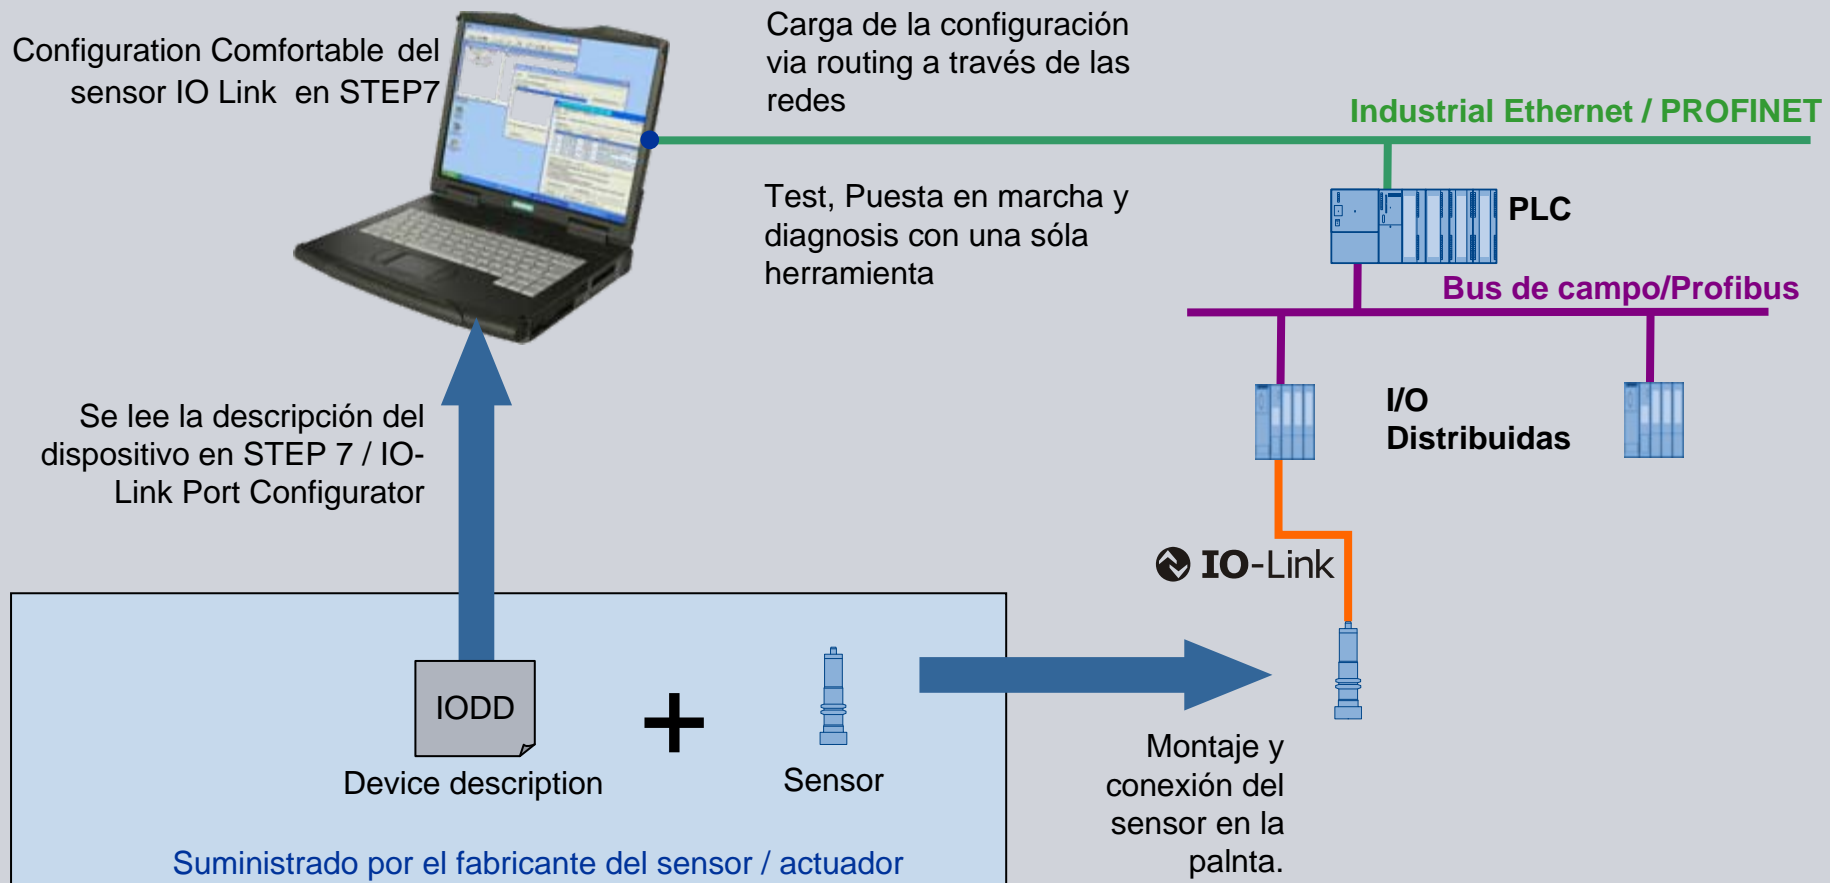 Configuration Comfortable del
sensor IO Link en STEP7
Carga de la configuración
via routing a través de las
redes
Industrial Ethernet / PROFINET
Test, Puesta en marcha y
diagnosis con una sóla
herramienta
PLC
Bus de campo/Profibus
I/O
Distribuidas
Se lee la descripción del
dispositivo en STEP 7 / IO-
Link Port Configurator
IO-Link
IODD
+
Device description
Sensor
Montaje y
conexión del
sensor en la
palnta.
Suministrado por el fabricante del sensor / actuador